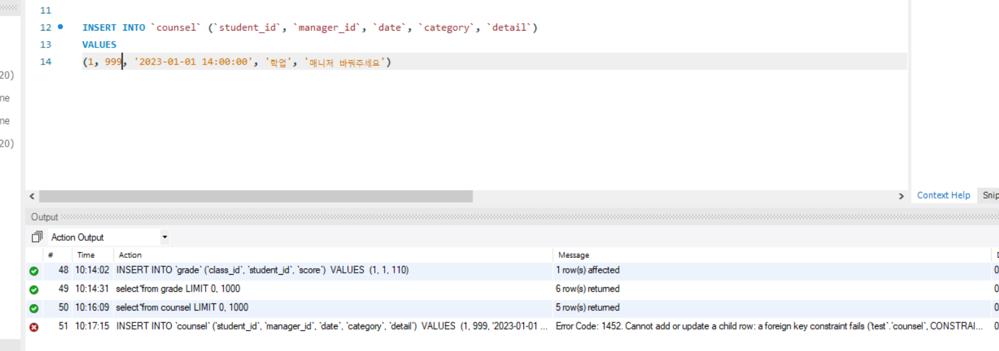 11
12 INSERT INTO `counsel` (`student_id`, `manager_id`, `date`, `category`, `detail`)
20)
13 VALUES
14 (1, 999, '2023-01-01 14:00:00', '학업', '매니저 바꿔주세요')
ne
ne
20)
Context Help Snip
Output
Action Output
# Time Action Message
48 10:14:02 INSERT INTO `grade` (`class_id`, `student_id`, `score`) VALUES (1, 1, 110) 1 row(s) affected 0
49 10:14:31 select*from grade LIMIT 0, 1000 6 row(s) returned 0
50 10:16:09 select*from counsel LIMIT 0, 1000 5 row(s) returned 0
51 10:17:15 INSERT INTO `counsel` (`student_id`, `manager_id`, `date`, `category`, `detail`) VALUES (1, 999, '2023-01-01 ... Error Code: 1452. Cannot add or update a child row: a foreign key constraint fails (`test`.`counsel`, CONSTRAI... 0